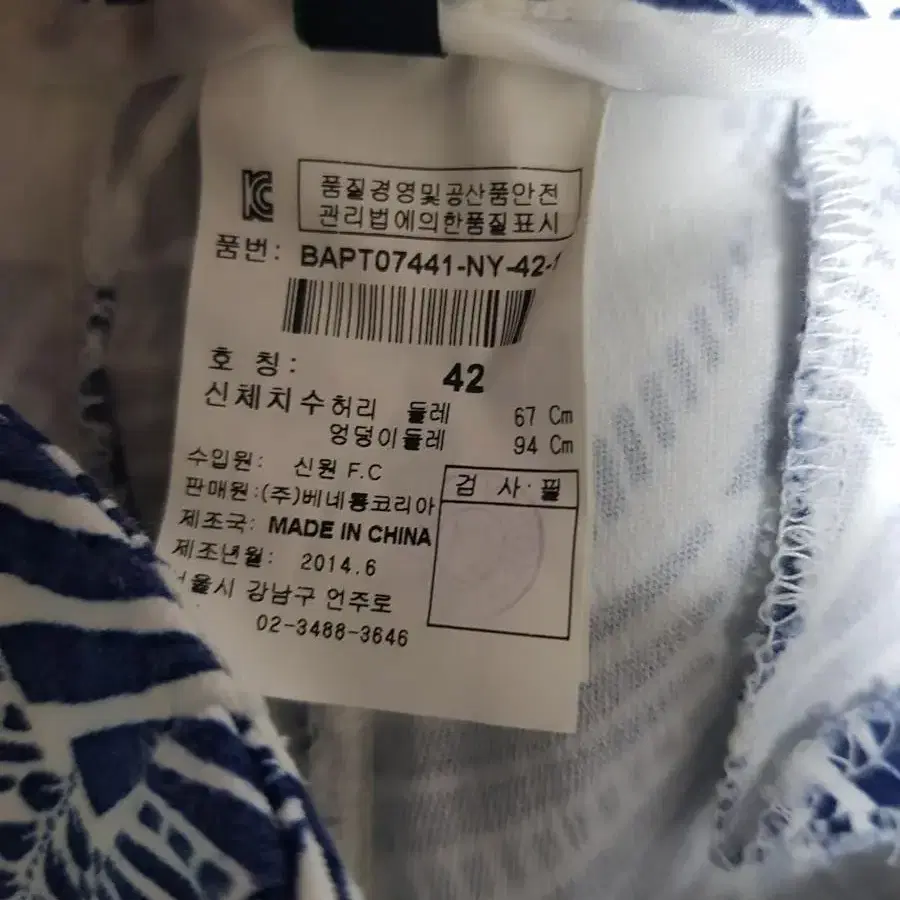 품질경영및공산품안전
관리법에의한품질표시
품번: BAPT07441-NY-42-
호 칭: 42
신체치수허리 둘레 67 Cm
엉덩이둘레 94 Cm
수입원: 신원 F.C
판매원:(주)베네통코리아
검 사·필
제조국: MADE IN CHINA
제조년월: 2014.6
서울시 강남구 언주로
02-3488-3646